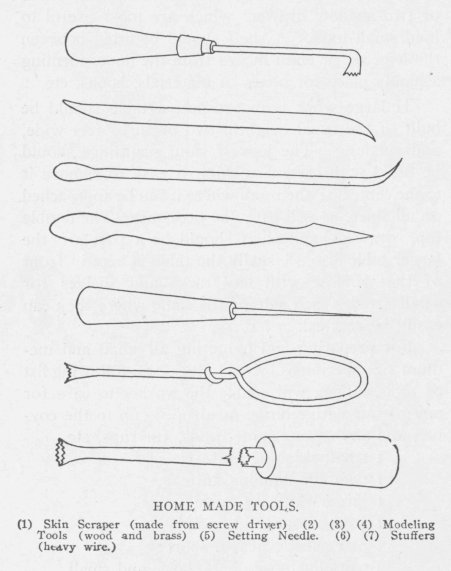 HOME MADE TOOLS.
(1) Skin Scraper (made from screw driver) (2) (3) (4) Modeling
Tools (wood and brass) (5) Setting Needle. (6) (7) Stuffers
(heavy wire.)